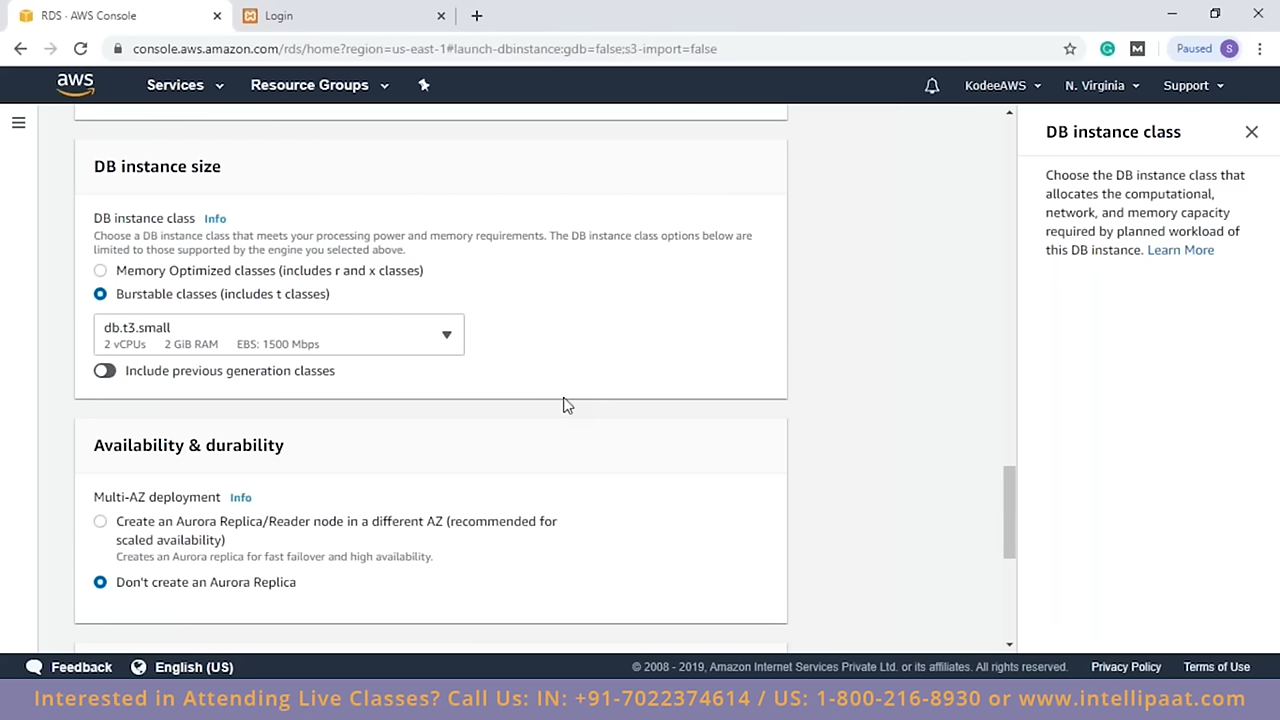 RDS · AWS Console
Login
console.aws.amazon.com/rds/home?region=us-east-1#launch-dbinstance:gdb=false;s3-import=false
Paused
S
aws
Services
Resource Groups
KodeeAWS
N. Virginia
Support
DB instance size
DB instance class Info
Choose a DB instance class that meets your processing power and memory requirements. The DB instance class options below are
limited to those supported by the engine you selected above.
Memory Optimized classes (includes r and x classes)
Burstable classes (includes t classes)
db.t3.small
2 vCPUs 2 GiB RAM EBS: 1500 Mbps
Include previous generation classes
Availability & durability
Multi-AZ deployment Info
Create an Aurora Replica/Reader node in a different AZ (recommended for
scaled availability)
Creates an Aurora replica for fast failover and high availability.
Don't create an Aurora Replica
DB instance class
Choose the DB instance class that
allocates the computational,
network, and memory capacity
required by planned workload of
this DB instance. Learn More
Feedback
English (US)
© 2008 - 2019, Amazon Internet Services Private Ltd. or its affiliates. All rights reserved.
Privacy Policy
Terms of Use
Interested in Attending Live Classes? Call Us: IN: +91-7022374614 / US: 1-800-216-8930 or www.intellipaat.com